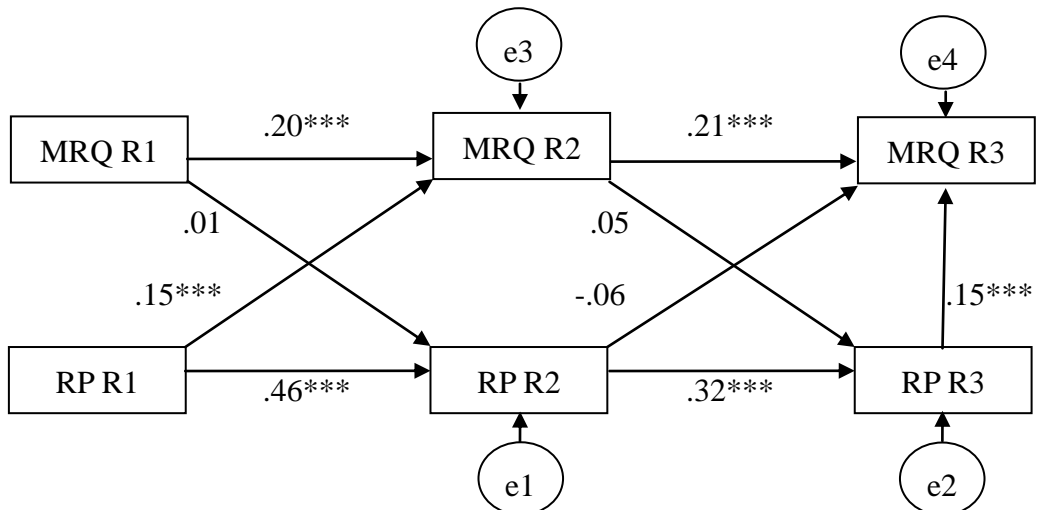 e3
e4
.20***
.21***
MRQ R1
MRQ R2
MRQ R3
.01
.05
.15***
-.06
.15***
RP R1
.46***
RP R2
.32***
RP R3
e1
e2